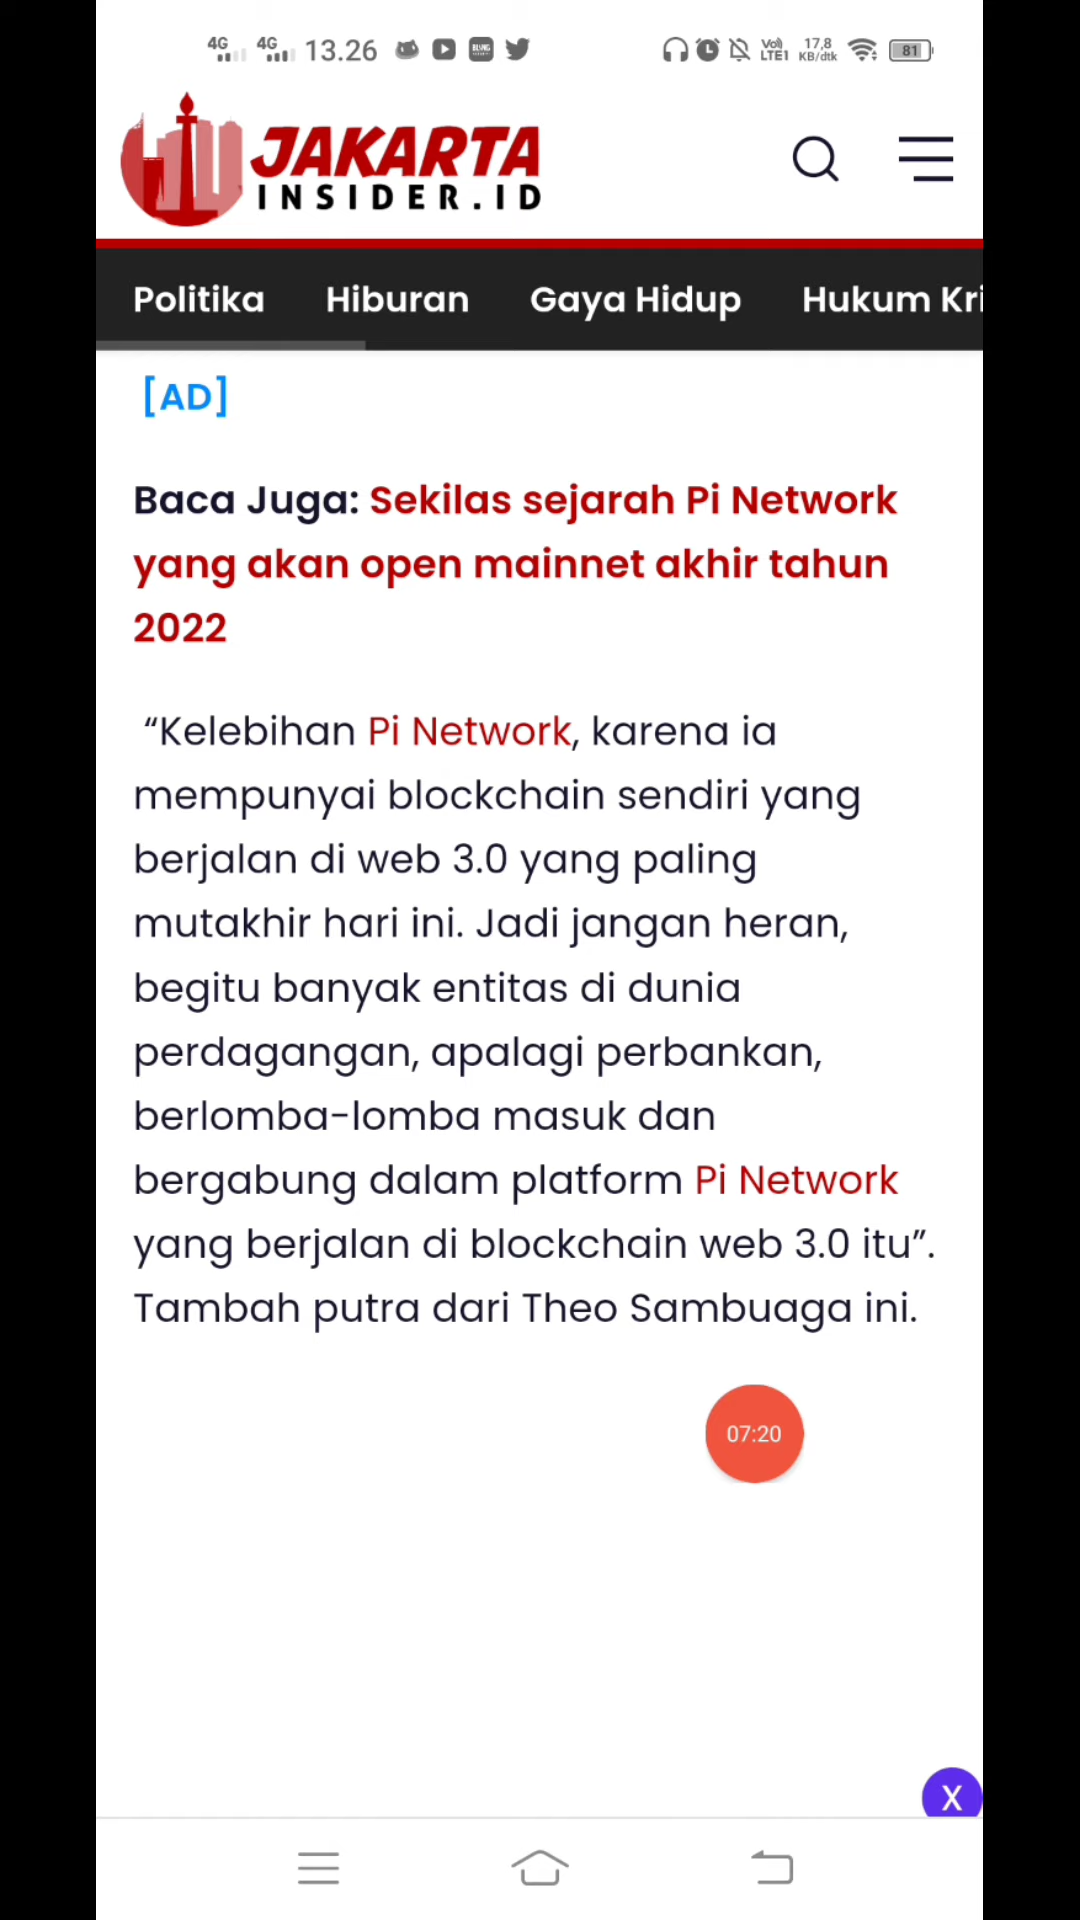 4G 4G 13.26 17,8 KB/dtk Vo) LTE1 81
JAKARTA
INSIDER.ID
Politika Hiburan Gaya Hidup Hukum Kri
[AD]
Baca Juga: Sekilas sejarah Pi Network
yang akan open mainnet akhir tahun
2022
“Kelebihan Pi Network, karena ia
mempunyai blockchain sendiri yang
berjalan di web 3.0 yang paling
mutakhir hari ini. Jadi jangan heran,
begitu banyak entitas di dunia
perdagangan, apalagi perbankan,
berlomba-lomba masuk dan
bergabung dalam platform Pi Network
yang berjalan di blockchain web 3.0 itu”.
Tambah putra dari Theo Sambuaga ini.
07:20
X